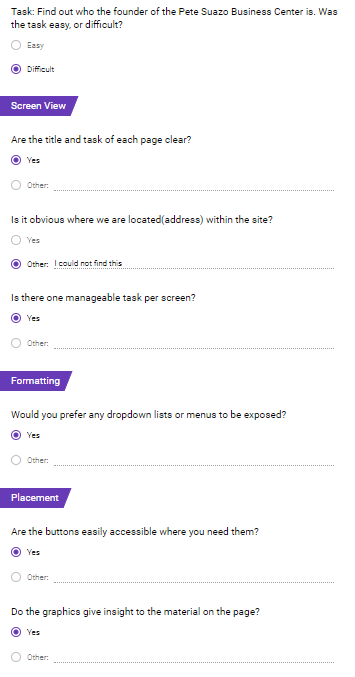 Task: Find out who the founder of the Pete Suazo Business Center is. Was
the task easy, or difficult?
Easy
Difficult
Screen View
Are the title and task of each page clear?
Yes
Other:
Is it obvious where we are located(address) within the site?
Yes
Other: I could not find this
Is there one manageable task per screen?
Yes
Other:
Formatting
Would you prefer any dropdown lists or menus to be exposed?
Yes
Other:
Placement
Are the buttons easily accessible where you need them?
Yes
Other:
Do the graphics give insight to the material on the page?
Yes
Other: